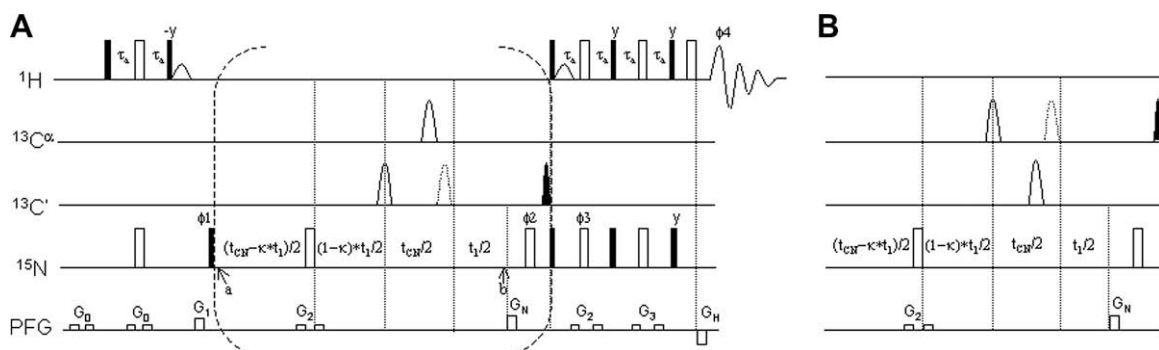 A
B
-y y y ϕ4
τa τa τa τa τa τa
¹H
¹³Cα
¹³C'
ϕ1 ϕ2 ϕ3 y
(tCN-κ*t1)/2 (1-κ)*t1/2 tCN/2 t1/2
(tCN-κ*t1)/2 (1-κ)*t1/2 tCN/2 t1/2
¹⁵N
a b
PFG G0 G0 G1 G2 GN G2 G3 GH
G2 GN